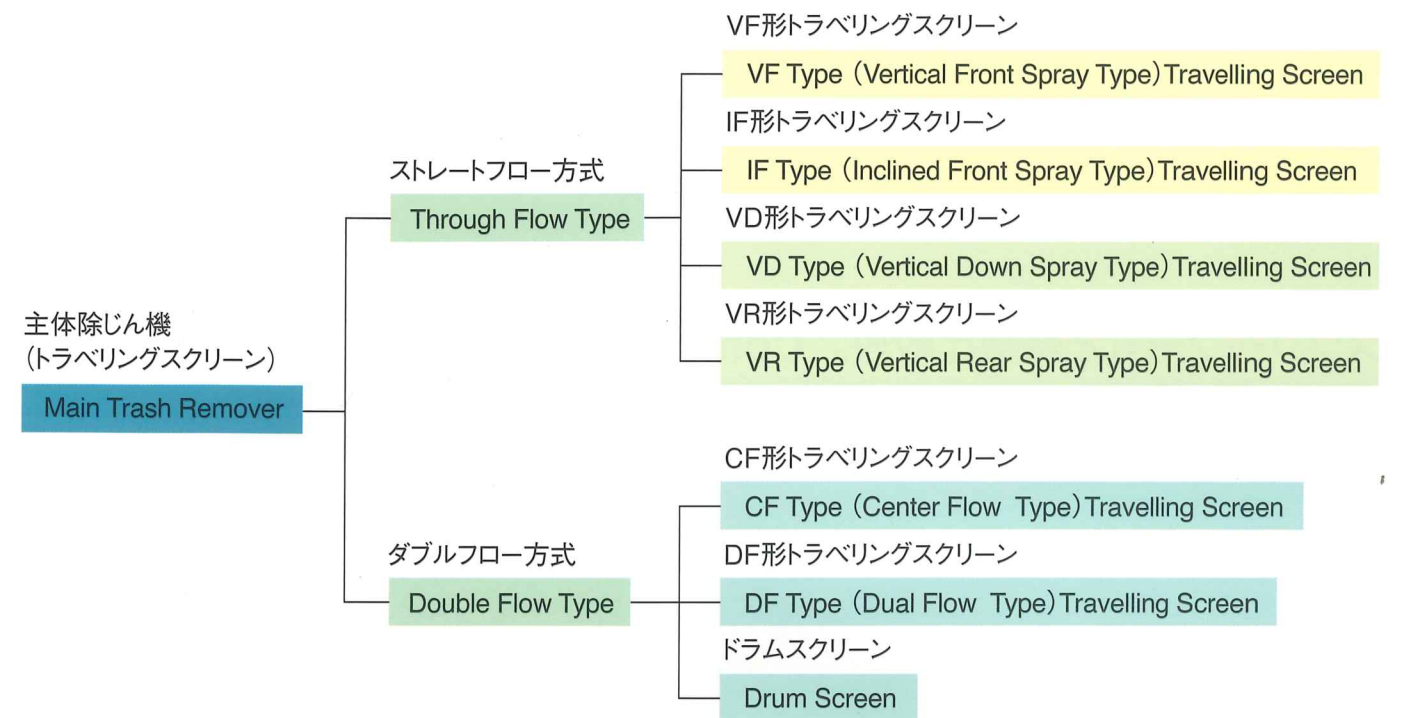 VF形トラベリングスクリーン
VF Type (Vertical Front Spray Type) Travelling Screen
IF形トラベリングスクリーン
IF Type (Inclined Front Spray Type) Travelling Screen
ストレートフロー方式
Through Flow Type
VD形トラベリングスクリーン
VD Type (Vertical Down Spray Type) Travelling Screen
VR形トラベリングスクリーン
VR Type (Vertical Rear Spray Type) Travelling Screen
主体除じん機
(トラベリングスクリーン)
Main Trash Remover
CF形トラベリングスクリーン
CF Type (Center Flow Type) Travelling Screen
ダブルフロー方式
Double Flow Type
DF形トラベリングスクリーン
DF Type (Dual Flow Type) Travelling Screen
ドラムスクリーン
Drum Screen